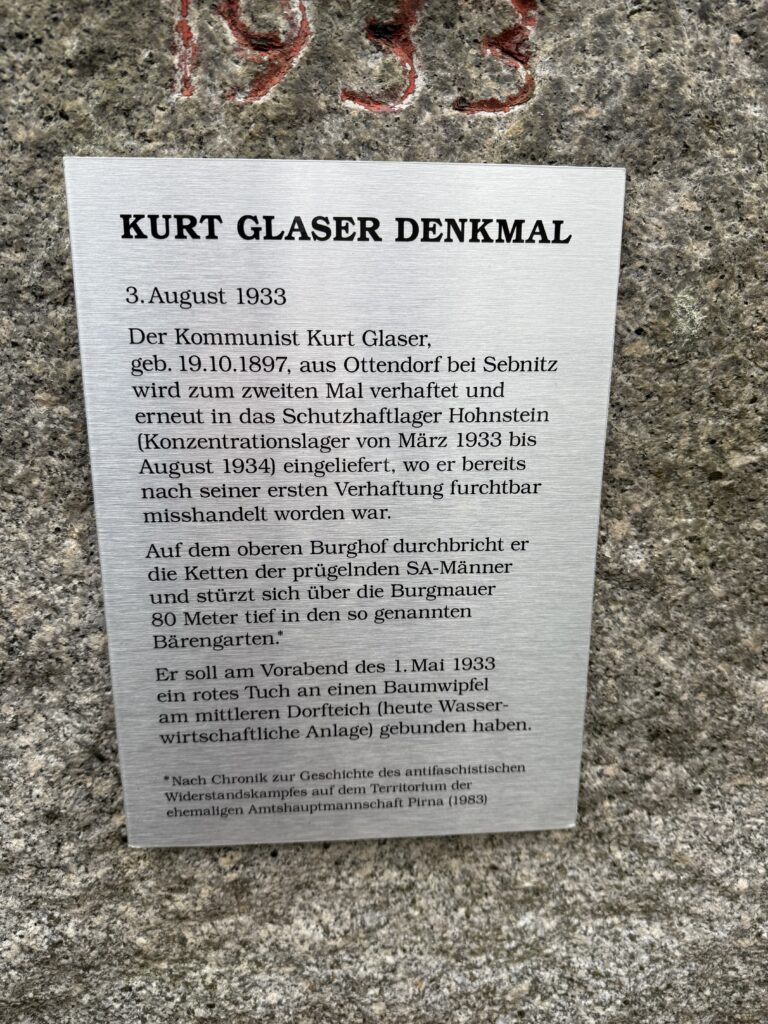 1933
KURT GLASER DENKMAL
3. August 1933
Der Kommunist Kurt Glaser,
geb. 19.10.1897, aus Ottendorf bei Sebnitz
wird zum zweiten Mal verhaftet und
erneut in das Schutzhaftlager Hohnstein
(Konzentrationslager von März 1933 bis
August 1934) eingeliefert, wo er bereits
nach seiner ersten Verhaftung furchtbar
misshandelt worden war.
Auf dem oberen Burghof durchbricht er
die Ketten der prügelnden SA-Männer
und stürzt sich über die Burgmauer
80 Meter tief in den so genannten
Bärengarten.*
Er soll am Vorabend des 1. Mai 1933
ein rotes Tuch an einen Baumwipfel
am mittleren Dorfteich (heute Wasser-
wirtschaftliche Anlage) gebunden haben.
*Nach Chronik zur Geschichte des antifaschistischen
Widerstandskampfes auf dem Territorium der
ehemaligen Amtshauptmannschaft Pirna (1983)